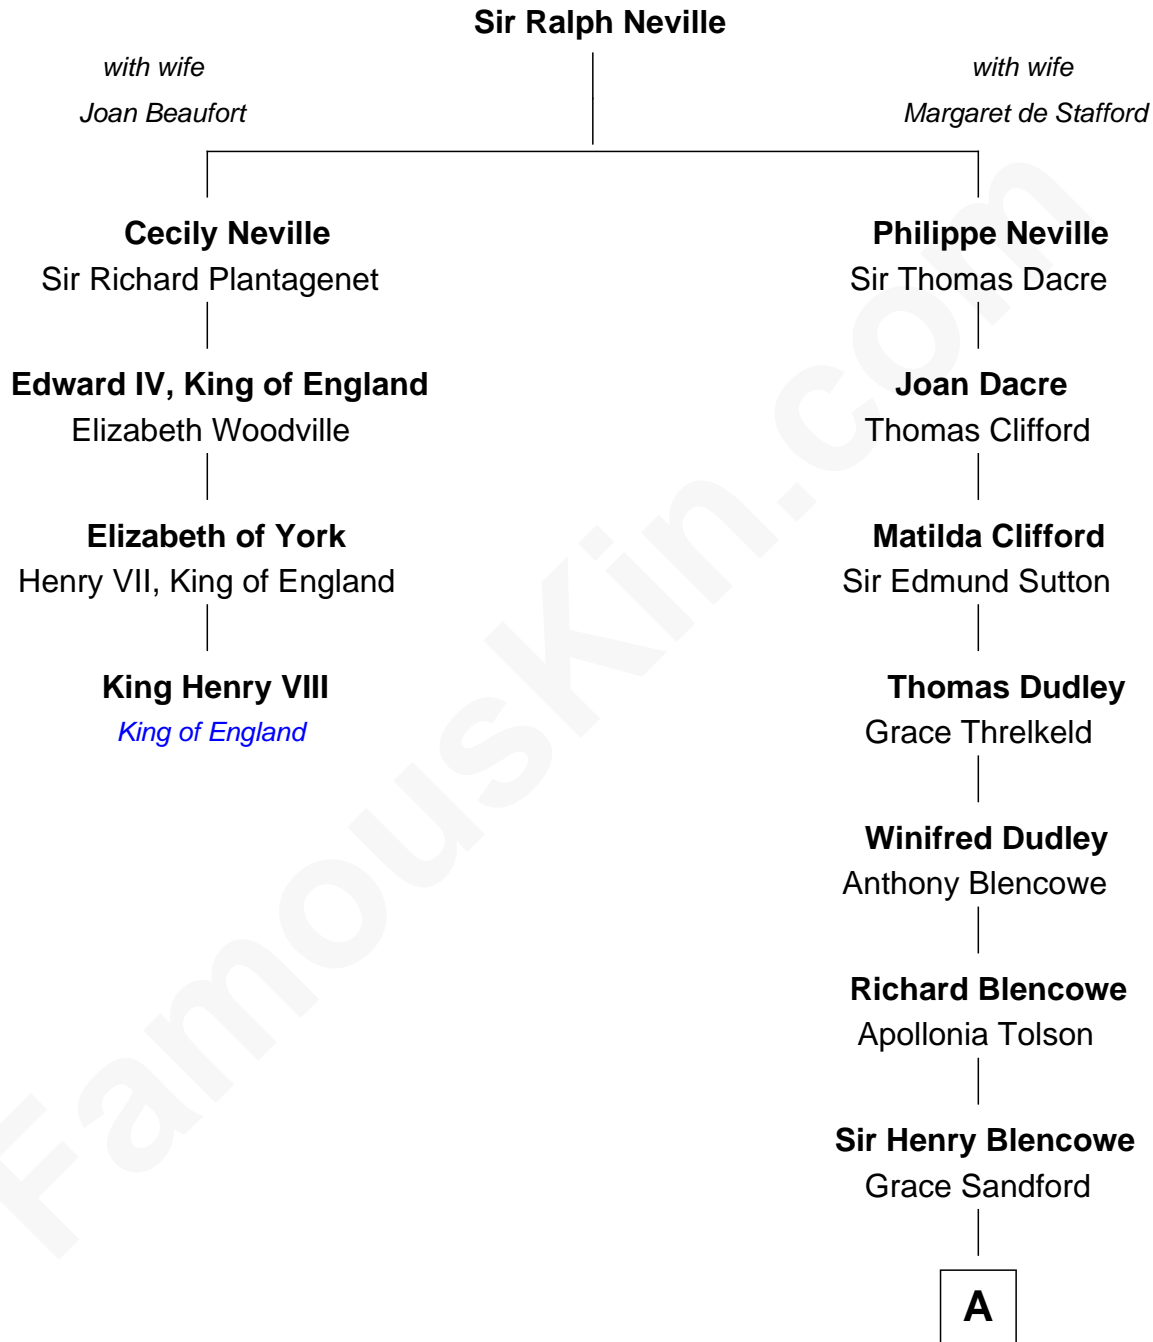 Sir Ralph Neville
with wife
Joan Beaufort
with wife
Margaret de Stafford
Cecily Neville
Sir Richard Plantagenet
Edward IV, King of England
Elizabeth Woodville
Elizabeth of York
Henry VII, King of England
King Henry VIII
King of England
Philippe Neville
Sir Thomas Dacre
Joan Dacre
Thomas Clifford
Matilda Clifford
Sir Edmund Sutton
Thomas Dudley
Grace Threlkeld
Winifred Dudley
Anthony Blencowe
Richard Blencowe
Apollonia Tolson
Sir Henry Blencowe
Grace Sandford
A
FamousKin.com